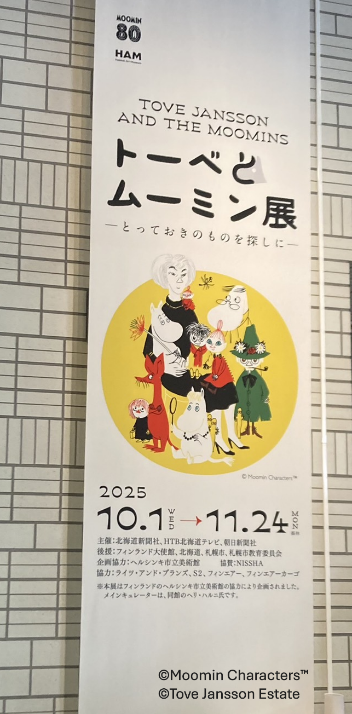 MOOMIN
80
HAM
TOVE JANSSON
AND THE MOOMINS
トーベと
ムーミン展
―とっておきのものを探しに―
© Moomin Characters™
2025
10.1 WED → 11.24 MON
主催:北海道新聞社、HTB北海道テレビ、朝日新聞社
後援:フィンランド大使館、北海道、札幌市、札幌市教育委員会
企画協力:ヘルシンキ市立美術館 協賛:NISSHA
協力:ライツ・アンド・ブランズ、S2、フィンエアー、フィンエアーカーゴ
※本展はフィンランドのヘルシンキ市立美術館の協力により企画されました。
メインキュレーターは、同館のヘリ・ハルニ氏です。
©Moomin Characters™
©Tove Jansson Estate